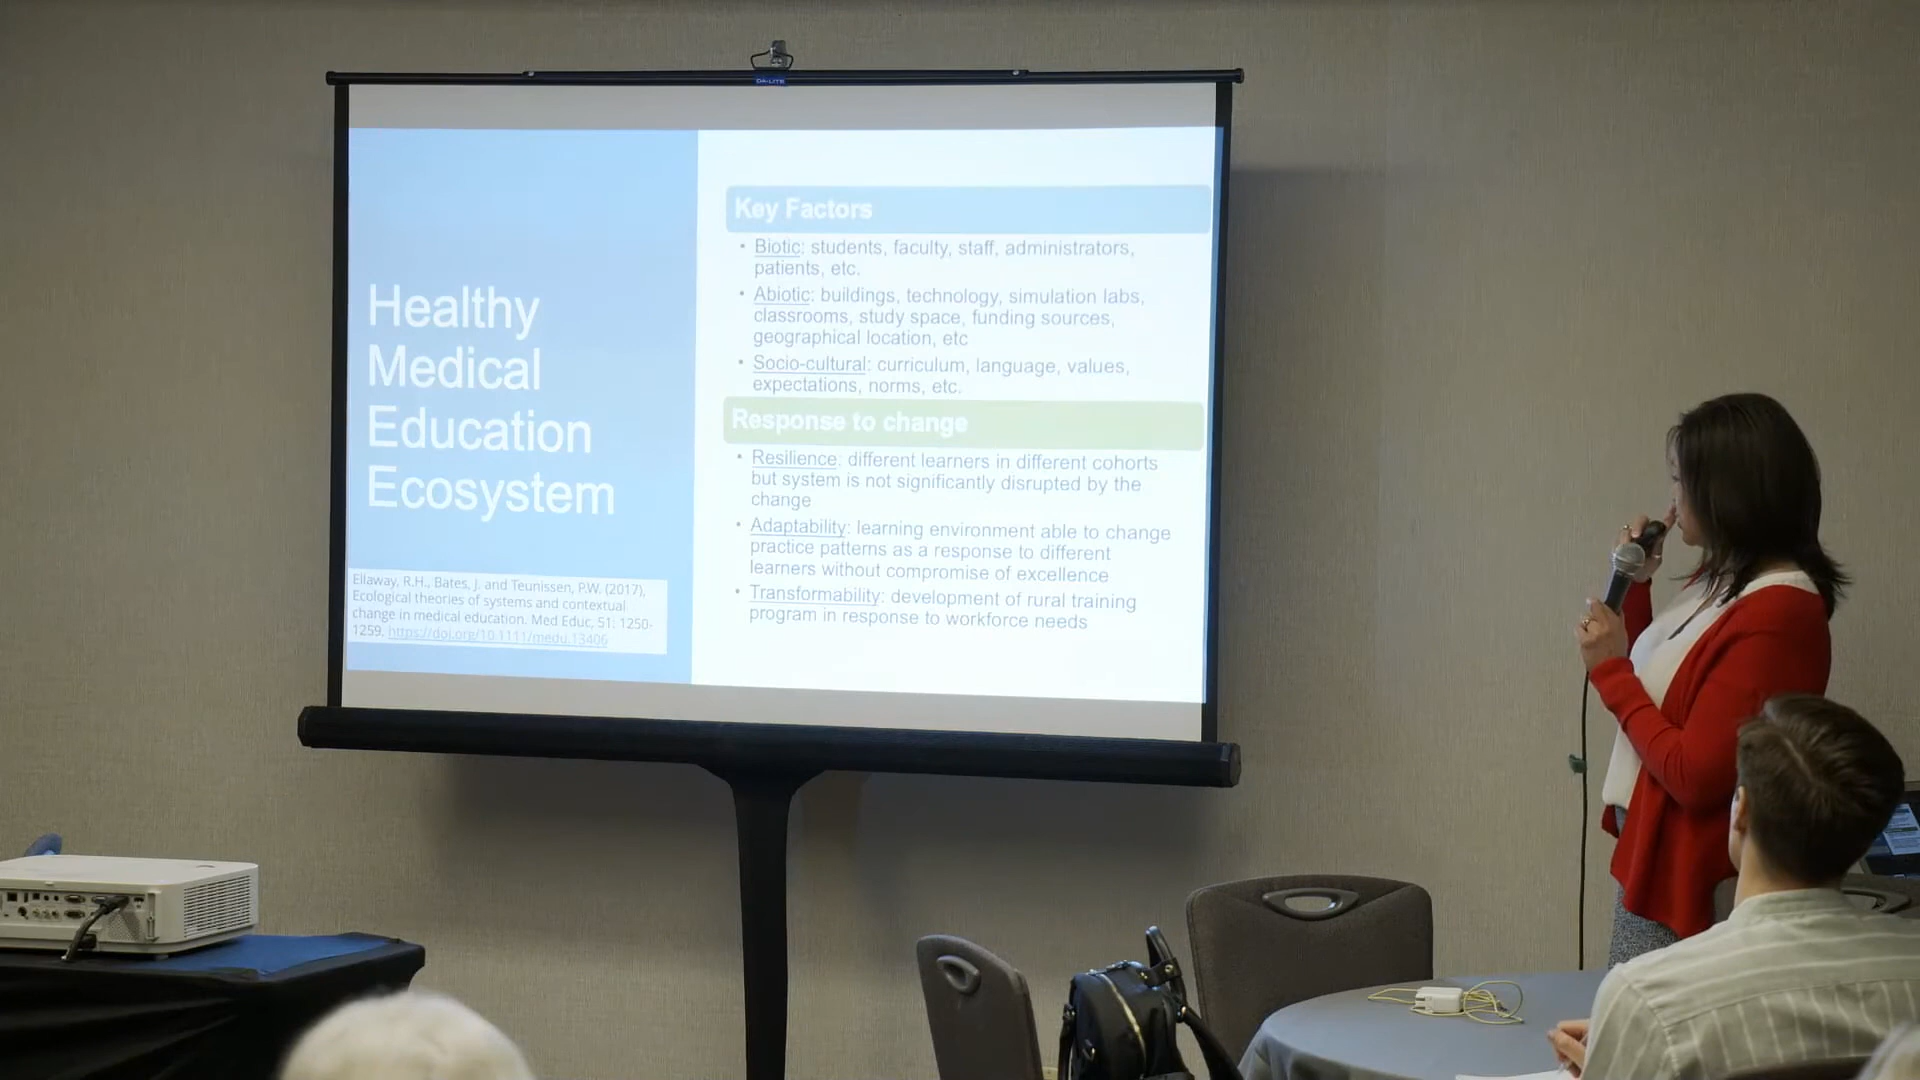 DA-LITE
Healthy
Medical
Education
Ecosystem
Ellaway, R.H., Bates, J. and Teunissen, P.W. (2017),
Ecological theories of systems and contextual
change in medical education. Med Educ, 51: 1250-
1259. https://doi.org/10.1111/medu.13406
Key Factors
• Biotic: students, faculty, staff, administrators,
patients, etc.
• Abiotic: buildings, technology, simulation labs,
classrooms, study space, funding sources,
geographical location, etc
• Socio-cultural: curriculum, language, values,
expectations, norms, etc.
Response to change
• Resilience: different learners in different cohorts
but system is not significantly disrupted by the
change
• Adaptability: learning environment able to change
practice patterns as a response to different
learners without compromise of excellence
• Transformability: development of rural training
program in response to workforce needs